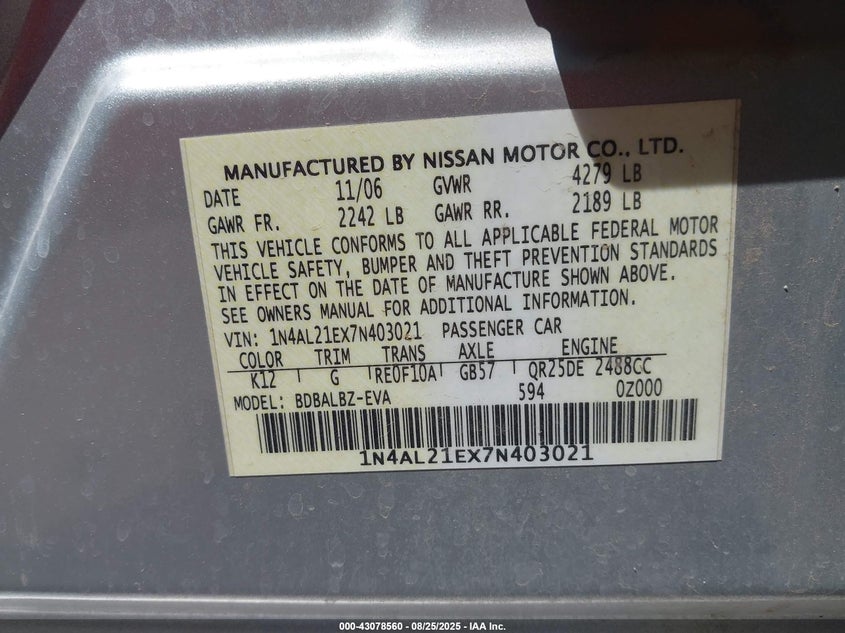 MANUFACTURED BY NISSAN MOTOR CO., LTD.
DATE 11/06 GVWR 4279 LB
GAWR FR. 2242 LB GAWR RR. 2189 LB
THIS VEHICLE CONFORMS TO ALL APPLICABLE FEDERAL MOTOR
VEHICLE SAFETY, BUMPER AND THEFT PREVENTION STANDARDS
IN EFFECT ON THE DATE OF MANUFACTURE SHOWN ABOVE.
SEE OWNERS MANUAL FOR ADDITIONAL INFORMATION.
VIN: 1N4AL21EX7N403021 PASSENGER CAR
COLOR TRIM TRANS AXLE ENGINE
K12 G RE0F10A GB57 QR25DE 2488CC
MODEL: BDBALBZ-EVA 594 0Z000
1N4AL21EX7N403021
000-43078560 - 08/25/2025 - IAA Inc.